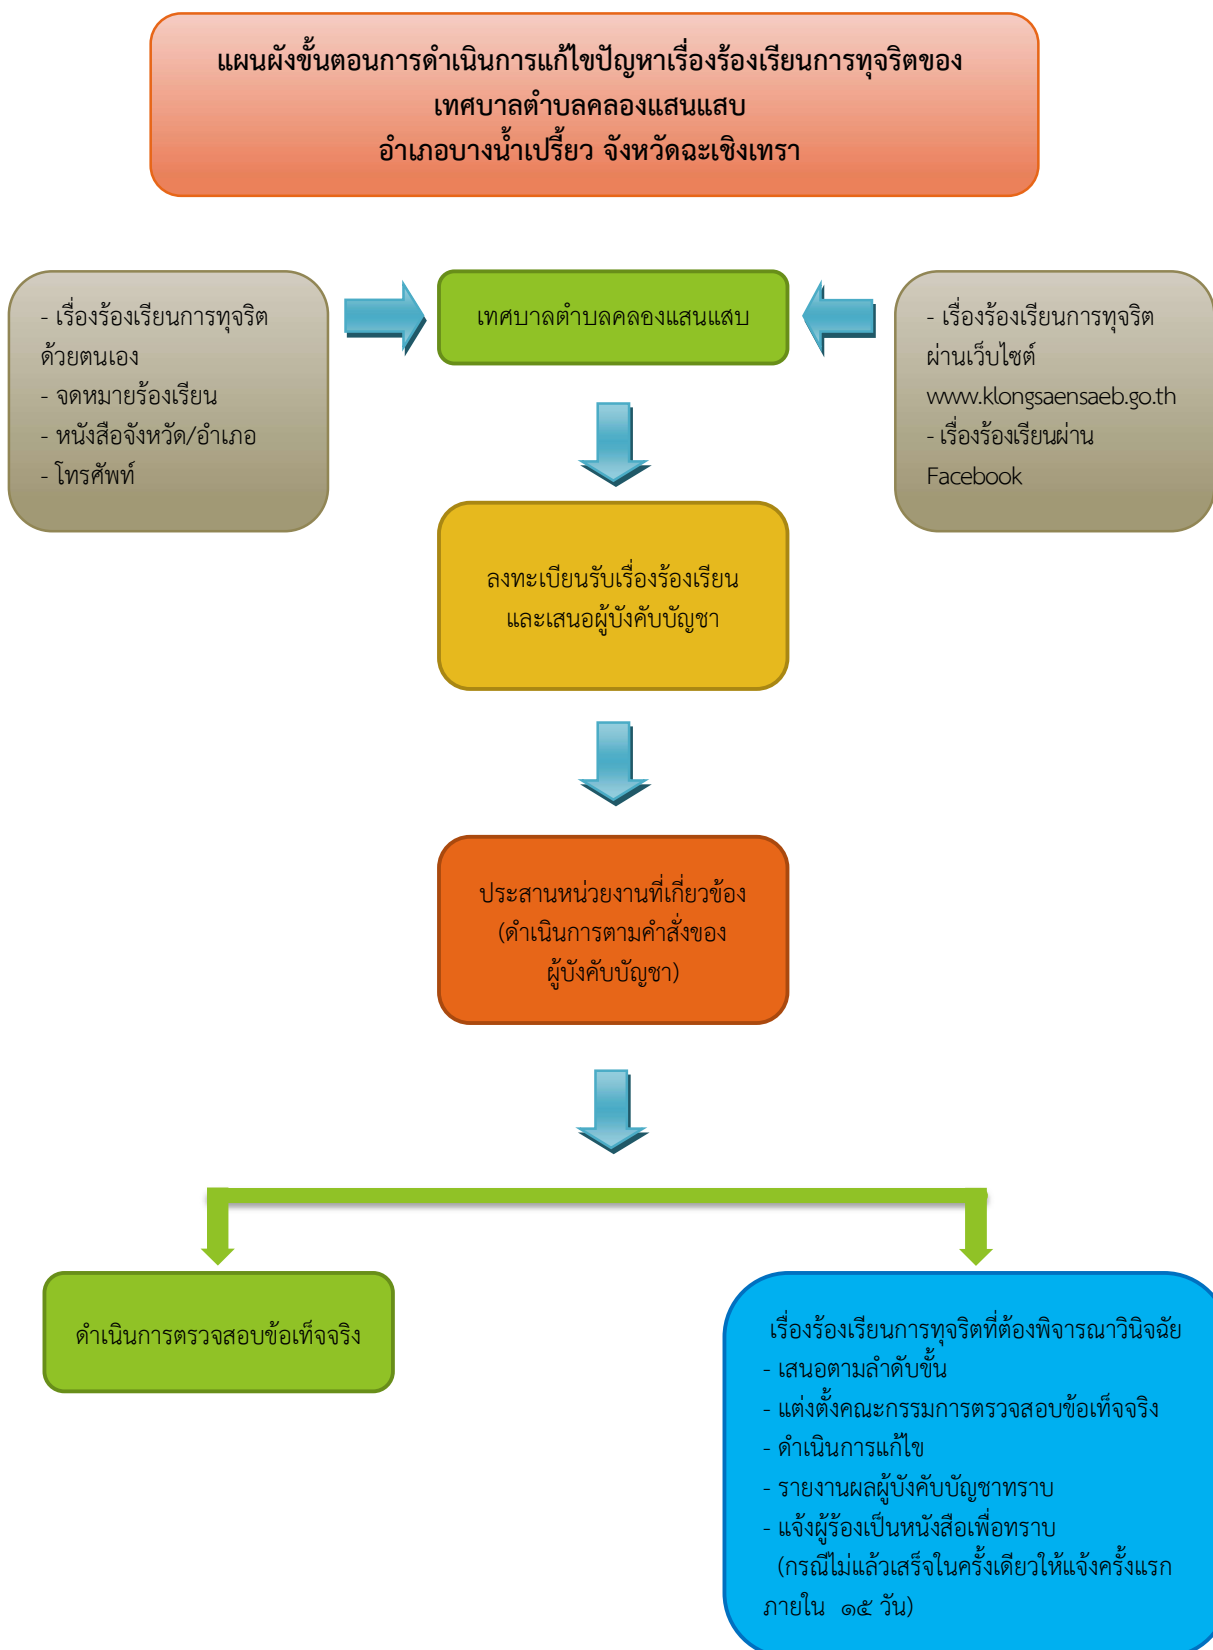 แผนผังขั้นตอนการดำเนินการแก้ไขปัญหาเรื่องร้องเรียนการทุจริตของ
เทศบาลตำบลคลองแสนแสบ
อำเภอบางน้ำเปรี้ยว จังหวัดฉะเชิงเทรา
- เรื่องร้องเรียนการทุจริต
ด้วยตนเอง
- จดหมายร้องเรียน
- หนังสือจังหวัด/อำเภอ
- โทรศัพท์
เทศบาลตำบลคลองแสนแสบ
- เรื่องร้องเรียนการทุจริต
ผ่านเว็บไซต์
www.klongsaensaeb.go.th
- เรื่องร้องเรียนผ่าน
Facebook
ลงทะเบียนรับเรื่องร้องเรียน
และเสนอผู้บังคับบัญชา
ประสานหน่วยงานที่เกี่ยวข้อง
(ดำเนินการตามคำสั่งของ
ผู้บังคับบัญชา)
ดำเนินการตรวจสอบข้อเท็จจริง
เรื่องร้องเรียนการทุจริตที่ต้องพิจารณาวินิจฉัย
- เสนอตามลำดับขั้น
- แต่งตั้งคณะกรรมการตรวจสอบข้อเท็จจริง
- ดำเนินการแก้ไข
- รายงานผลผู้บังคับบัญชาทราบ
- แจ้งผู้ร้องเป็นหนังสือเพื่อทราบ
(กรณีไม่แล้วเสร็จในครั้งเดียวให้แจ้งครั้งแรก
ภายใน ๑๕ วัน)